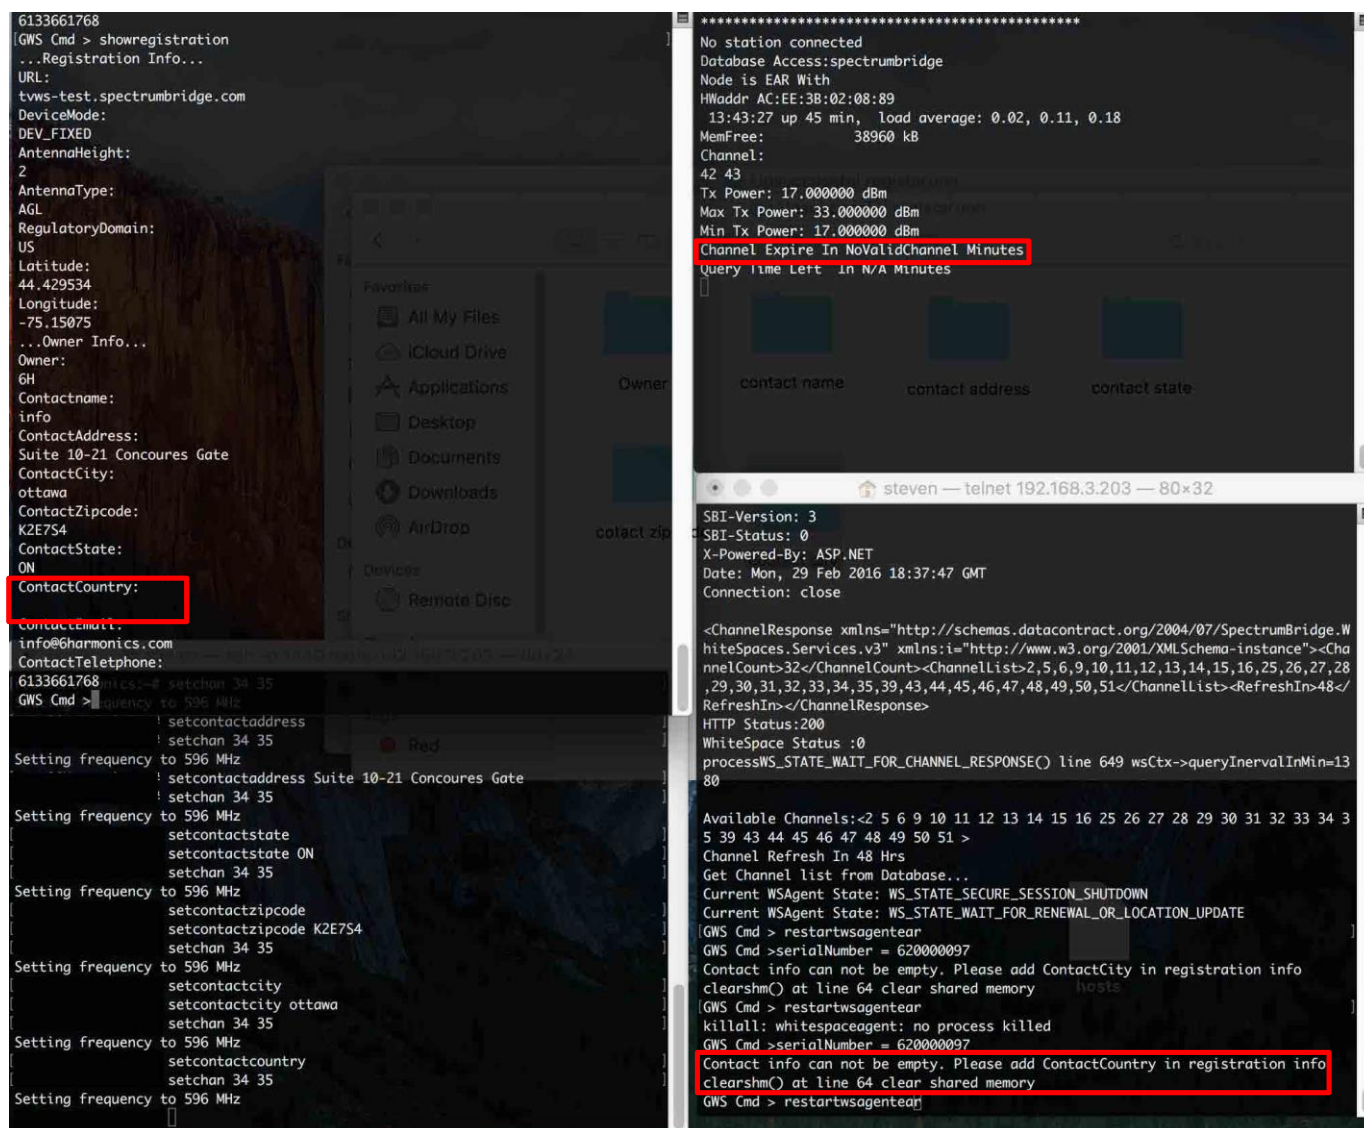 6133661768
[GWS Cmd > showregistration ]
...Registration Info...
URL:
tvws-test.spectrumbridge.com
DeviceMode:
DEV_FIXED
AntennaHeight:
2
AntennaType:
AGL
RegulatoryDomain:
US
Latitude:
44.429534
Longitude:
-75.15075
...Owner Info...
Owner:
6H
Contactname:
info
ContactAddress:
Suite 10-21 Concoures Gate
ContactCity:
ottawa
ContactZipcode:
K2E7S4
ContactState:
ON
ContactCountry:
ContactEmail:
info@6harmonics.com
ContactTeletphone:
6133661768
GWS Cmd >
setchan 34 35
setcontactaddress
setchan 34 35
Setting frequency to 596 MHz
setcontactaddress Suite 10-21 Concoures Gate
setchan 34 35
Setting frequency to 596 MHz
setcontactstate
setcontactstate ON
setchan 34 35
Setting frequency to 596 MHz
setcontactzipcode
setcontactzipcode K2E7S4
setchan 34 35
Setting frequency to 596 MHz
setcontactcity
setcontactcity ottawa
setchan 34 35
Setting frequency to 596 MHz
setcontactcountry
setchan 34 35
Setting frequency to 596 MHz
Favorites
All My Files
iCloud Drive
Applications
Desktop
Documents
Downloads
AirDrop
Devices
Remote Disc
Red
Owner
contact name
contact address
contact state
cotact zip
***********************************************
No station connected
Database Access:spectrumbridge
Node is EAR With
HWaddr AC:EE:3B:02:08:89
13:43:27 up 45 min, load average: 0.02, 0.11, 0.18
MemFree: 38960 kB
Channel:
42 43
Tx Power: 17.000000 dBm
Max Tx Power: 33.000000 dBm
Min Tx Power: 17.000000 dBm
Channel Expire In NoValidChannel Minutes
Query Time Left In N/A Minutes
steven — telnet 192.168.3.203 — 80×32
SBI-Version: 3
SBI-Status: 0
X-Powered-By: ASP.NET
Date: Mon, 29 Feb 2016 18:37:47 GMT
Connection: close
<ChannelResponse xmlns="http://schemas.datacontract.org/2004/07/SpectrumBridge.W
hiteSpaces.Services.v3" xmlns:i="http://www.w3.org/2001/XMLSchema-instance"><Cha
nnelCount>32</ChannelCount><ChannelList>2,5,6,9,10,11,12,13,14,15,16,25,26,27,28
,29,30,31,32,33,34,35,39,43,44,45,46,47,48,49,50,51</ChannelList><RefreshIn>48</
RefreshIn></ChannelResponse>
HTTP Status:200
WhiteSpace Status :0
processWS_STATE_WAIT_FOR_CHANNEL_RESPONSE() line 649 wsCtx->queryInervalInMin=13
80
Available Channels:<2 5 6 9 10 11 12 13 14 15 16 25 26 27 28 29 30 31 32 33 34 3
5 39 43 44 45 46 47 48 49 50 51 >
Channel Refresh In 48 Hrs
Get Channel list from Database...
Current WSAgent State: WS_STATE_SECURE_SESSION_SHUTDOWN
Current WSAgent State: WS_STATE_WAIT_FOR_RENEWAL_OR_LOCATION_UPDATE
[GWS Cmd > restartwsagentear ]
GWS Cmd >serialNumber = 620000097
Contact info can not be empty. Please add ContactCity in registration info
clearshm() at line 64 clear shared memory
[GWS Cmd > restartwsagentear ]
killall: whitespaceagent: no process killed
GWS Cmd >serialNumber = 620000097
Contact info can not be empty. Please add ContactCountry in registration info
clearshm() at line 64 clear shared memory
GWS Cmd > restartwsagentear
hosts